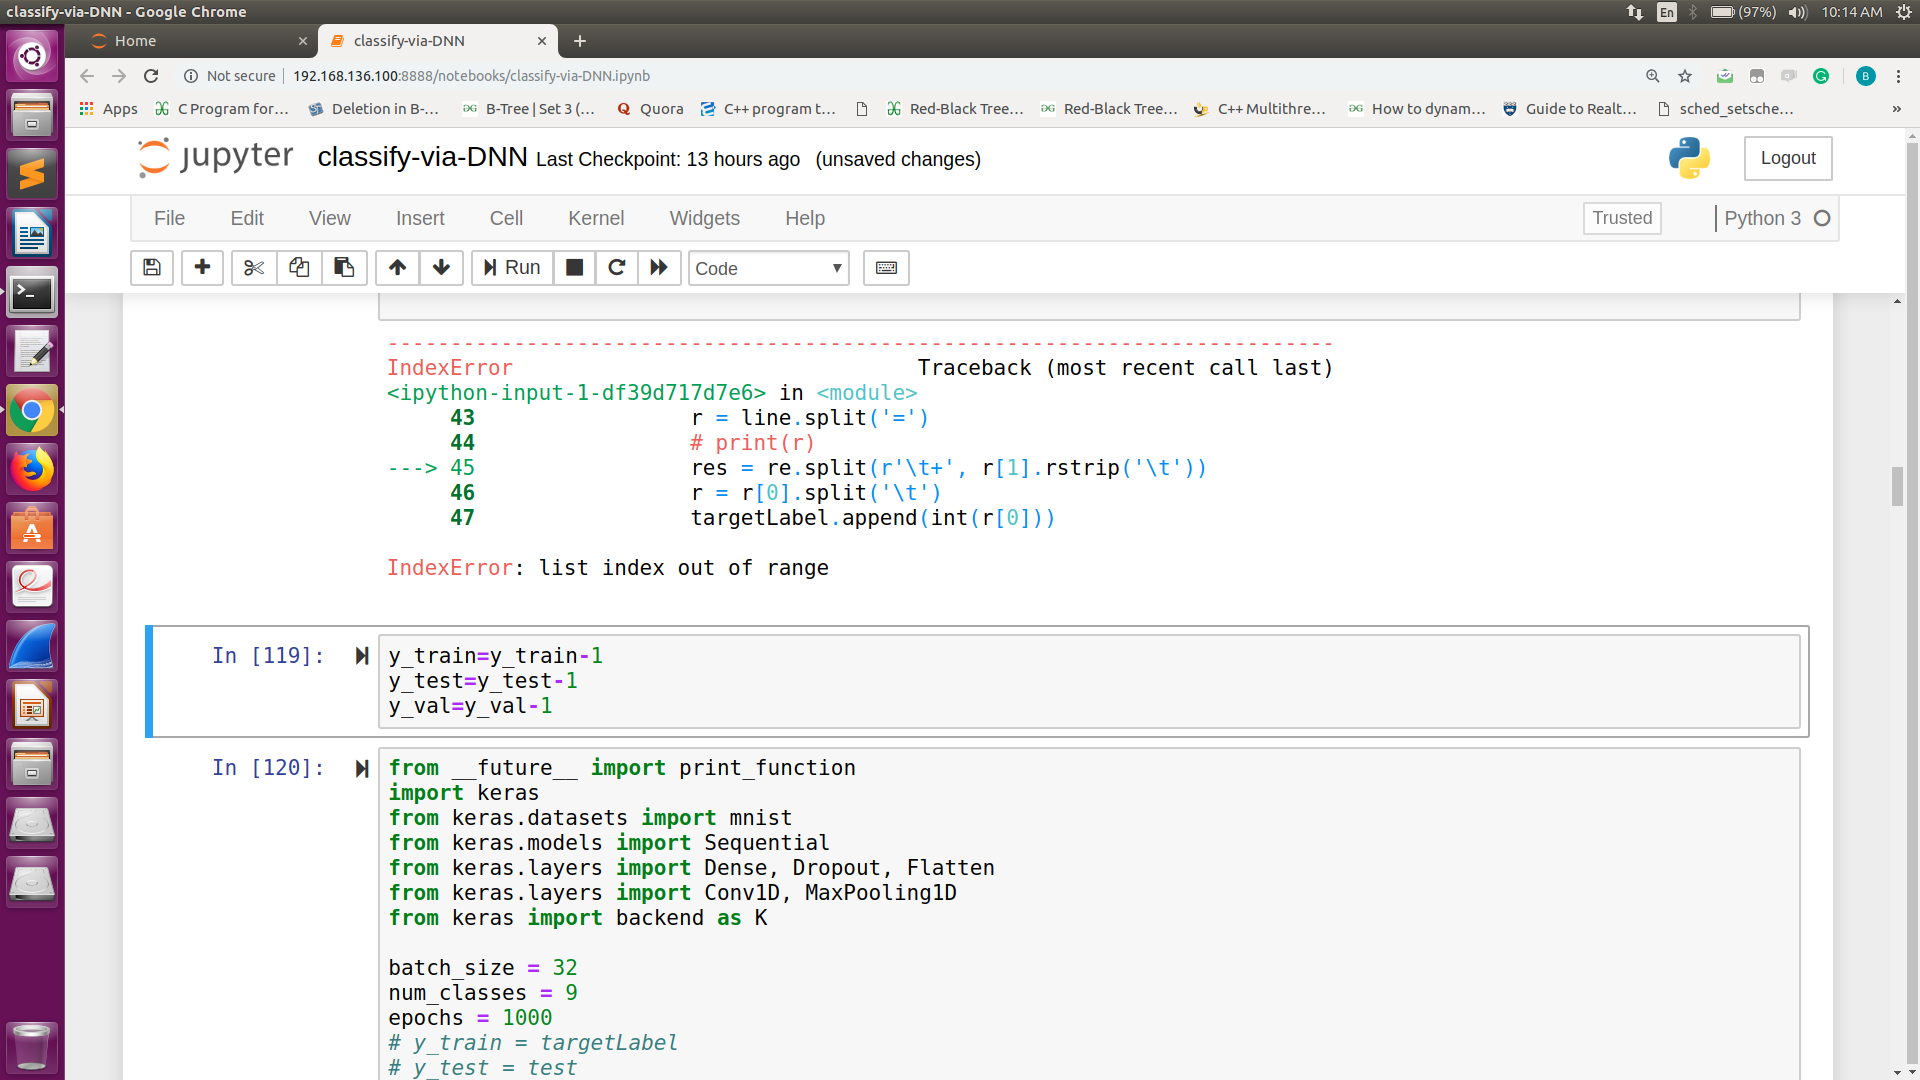 classify-via-DNN - Google Chrome
En (97%) 10:14 AM
Home × classify-via-DNN × +
Not secure 192.168.136.100:8888/notebooks/classify-via-DNN.ipynb B
Apps C Program for... Deletion in B-... B-Tree | Set 3 (... Quora C++ program t... Red-Black Tree... Red-Black Tree... C++ Multithre... How to dynam... Guide to Realt... sched_setsche... »
jupyter classify-via-DNN Last Checkpoint: 13 hours ago (unsaved changes) Logout
File Edit View Insert Cell Kernel Widgets Help Trusted Python 3
Run Code
---------------------------------------------------------------------------
IndexError Traceback (most recent call last)
<ipython-input-1-df39d717d7e6> in <module>
43 r = line.split('=')
44 # print(r)
---> 45 res = re.split(r'\t+', r[1].rstrip('\t'))
46 r = r[0].split('\t')
47 targetLabel.append(int(r[0]))
IndexError: list index out of range
In [119]: y_train=y_train-1
y_test=y_test-1
y_val=y_val-1
In [120]: from __future__ import print_function
import keras
from keras.datasets import mnist
from keras.models import Sequential
from keras.layers import Dense, Dropout, Flatten
from keras.layers import Conv1D, MaxPooling1D
from keras import backend as K
batch_size = 32
num_classes = 9
epochs = 1000
# y_train = targetLabel
# y_test = test